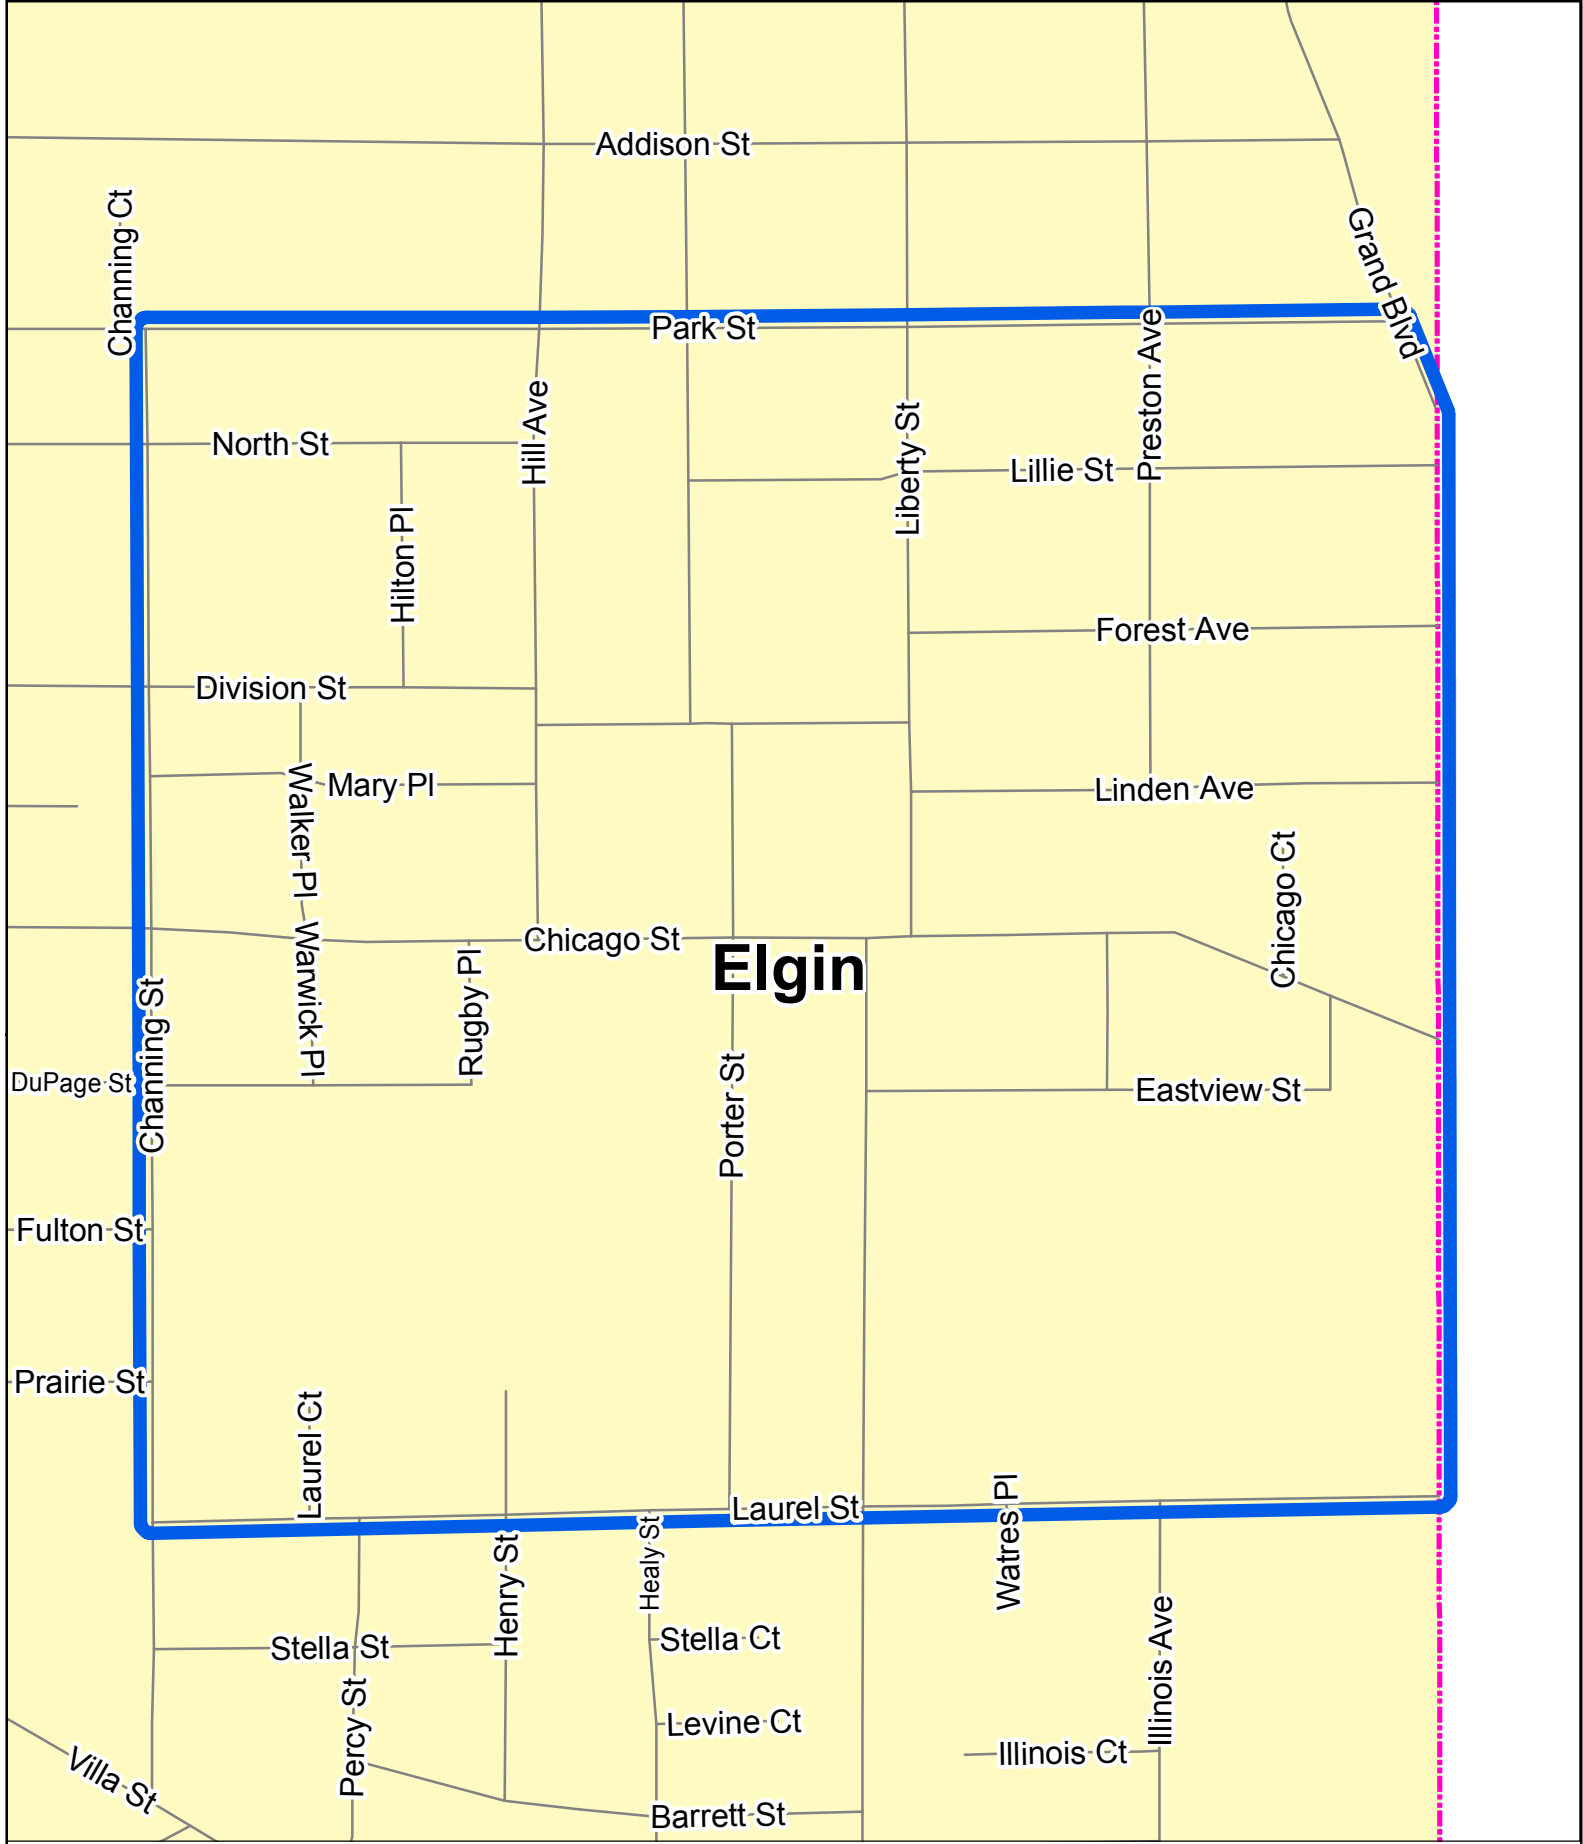 Addison St
Channing Ct
Grand Blvd
Park St
Preston Ave
Hill Ave
Liberty St
North St
Lillie St
Hilton Pl
Forest Ave
Division St
Walker Pl
Mary Pl
Linden Ave
Chicago Ct
Chicago St
Warwick Pl
Rugby Pl
Elgin
Channing St
DuPage St
Porter St
Eastview St
Fulton St
Prairie St
Laurel Ct
Laurel St
Watres Pl
Healy St
Henry St
Stella St
Stella Ct
Illinois Ave
Percy St
Levine Ct
Illinois Ct
Villa St
Barrett St